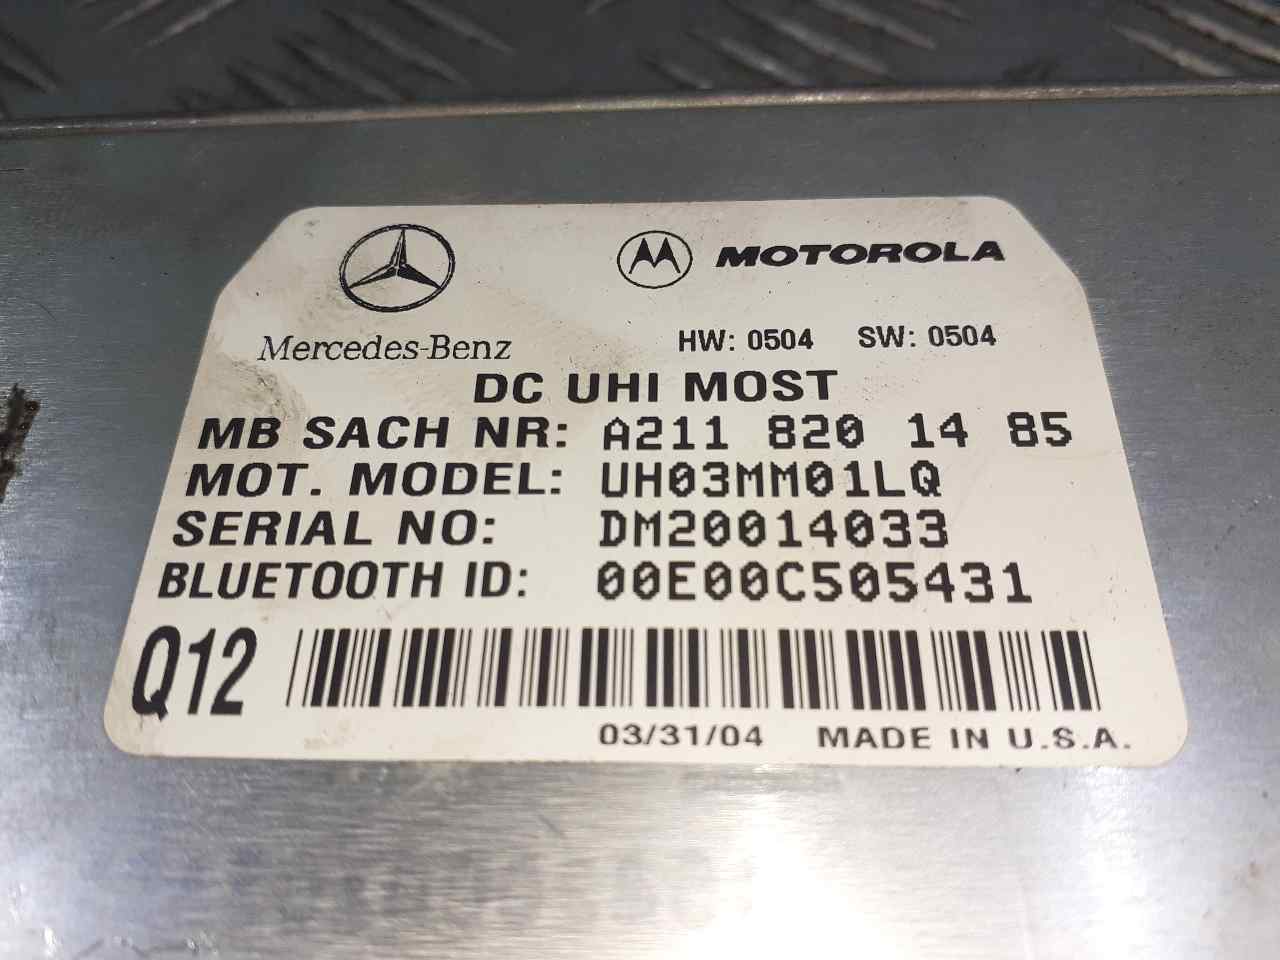 MOTOROLA
Mercedes-Benz
HW: 0504 SW: 0504
DC UHI MOST
MB SACH NR: A211 820 14 85
MOT. MODEL: UH03MM01LQ
SERIAL NO: DM20014033
BLUETOOTH ID: 00E00C505431
Q12
03/31/04 MADE IN U.S.A.